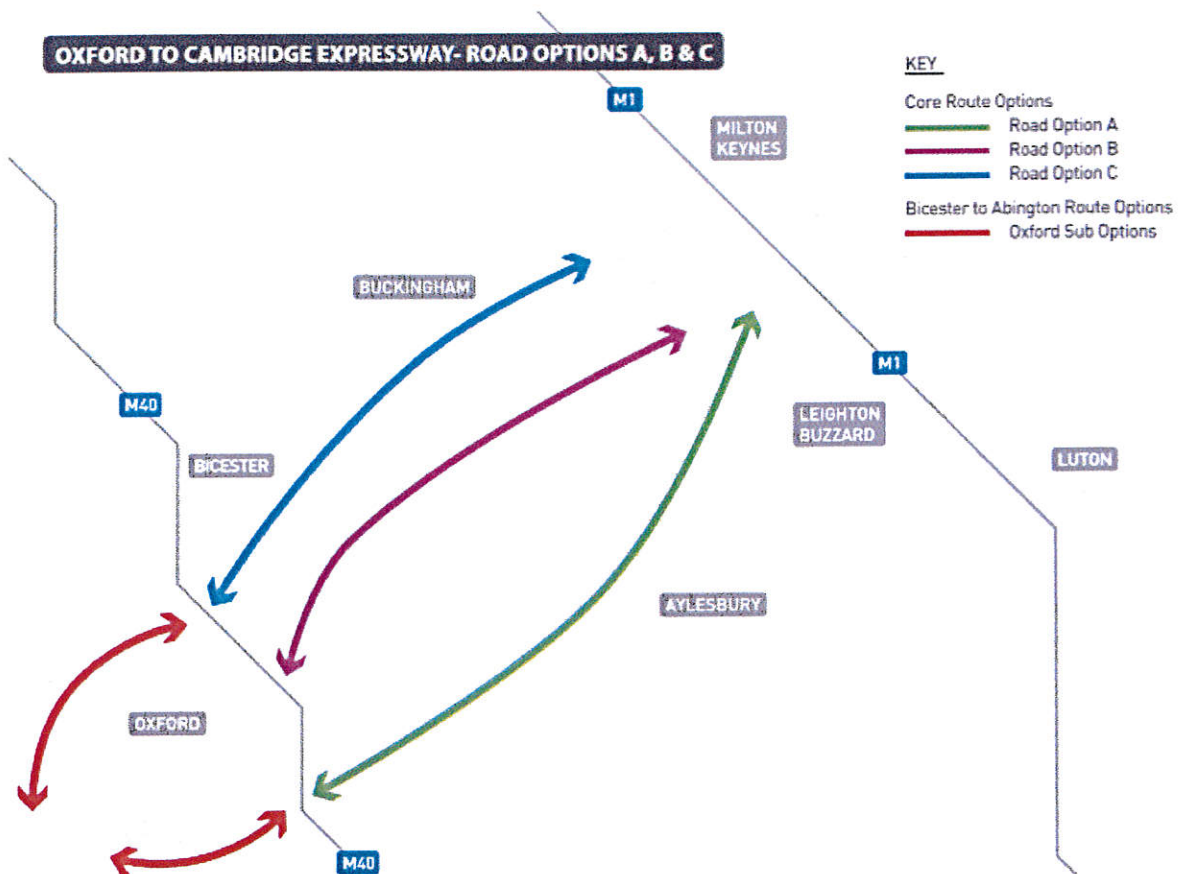 OXFORD TO CAMBRIDGE EXPRESSWAY- ROAD OPTIONS A, B & C
KEY
Core Route Options
Road Option A
Road Option B
Road Option C
Bicester to Abington Route Options
Oxford Sub Options
M1
MILTON
KEYNES
BUCKINGHAM
M1
M40
LEIGHTON
BUZZARD
BICESTER
LUTON
AYLESBURY
OXFORD
M40